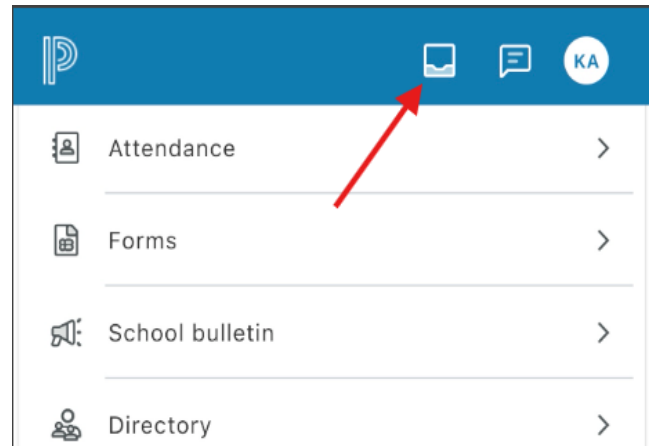 KA
Attendance
Forms
School bulletin
Directory